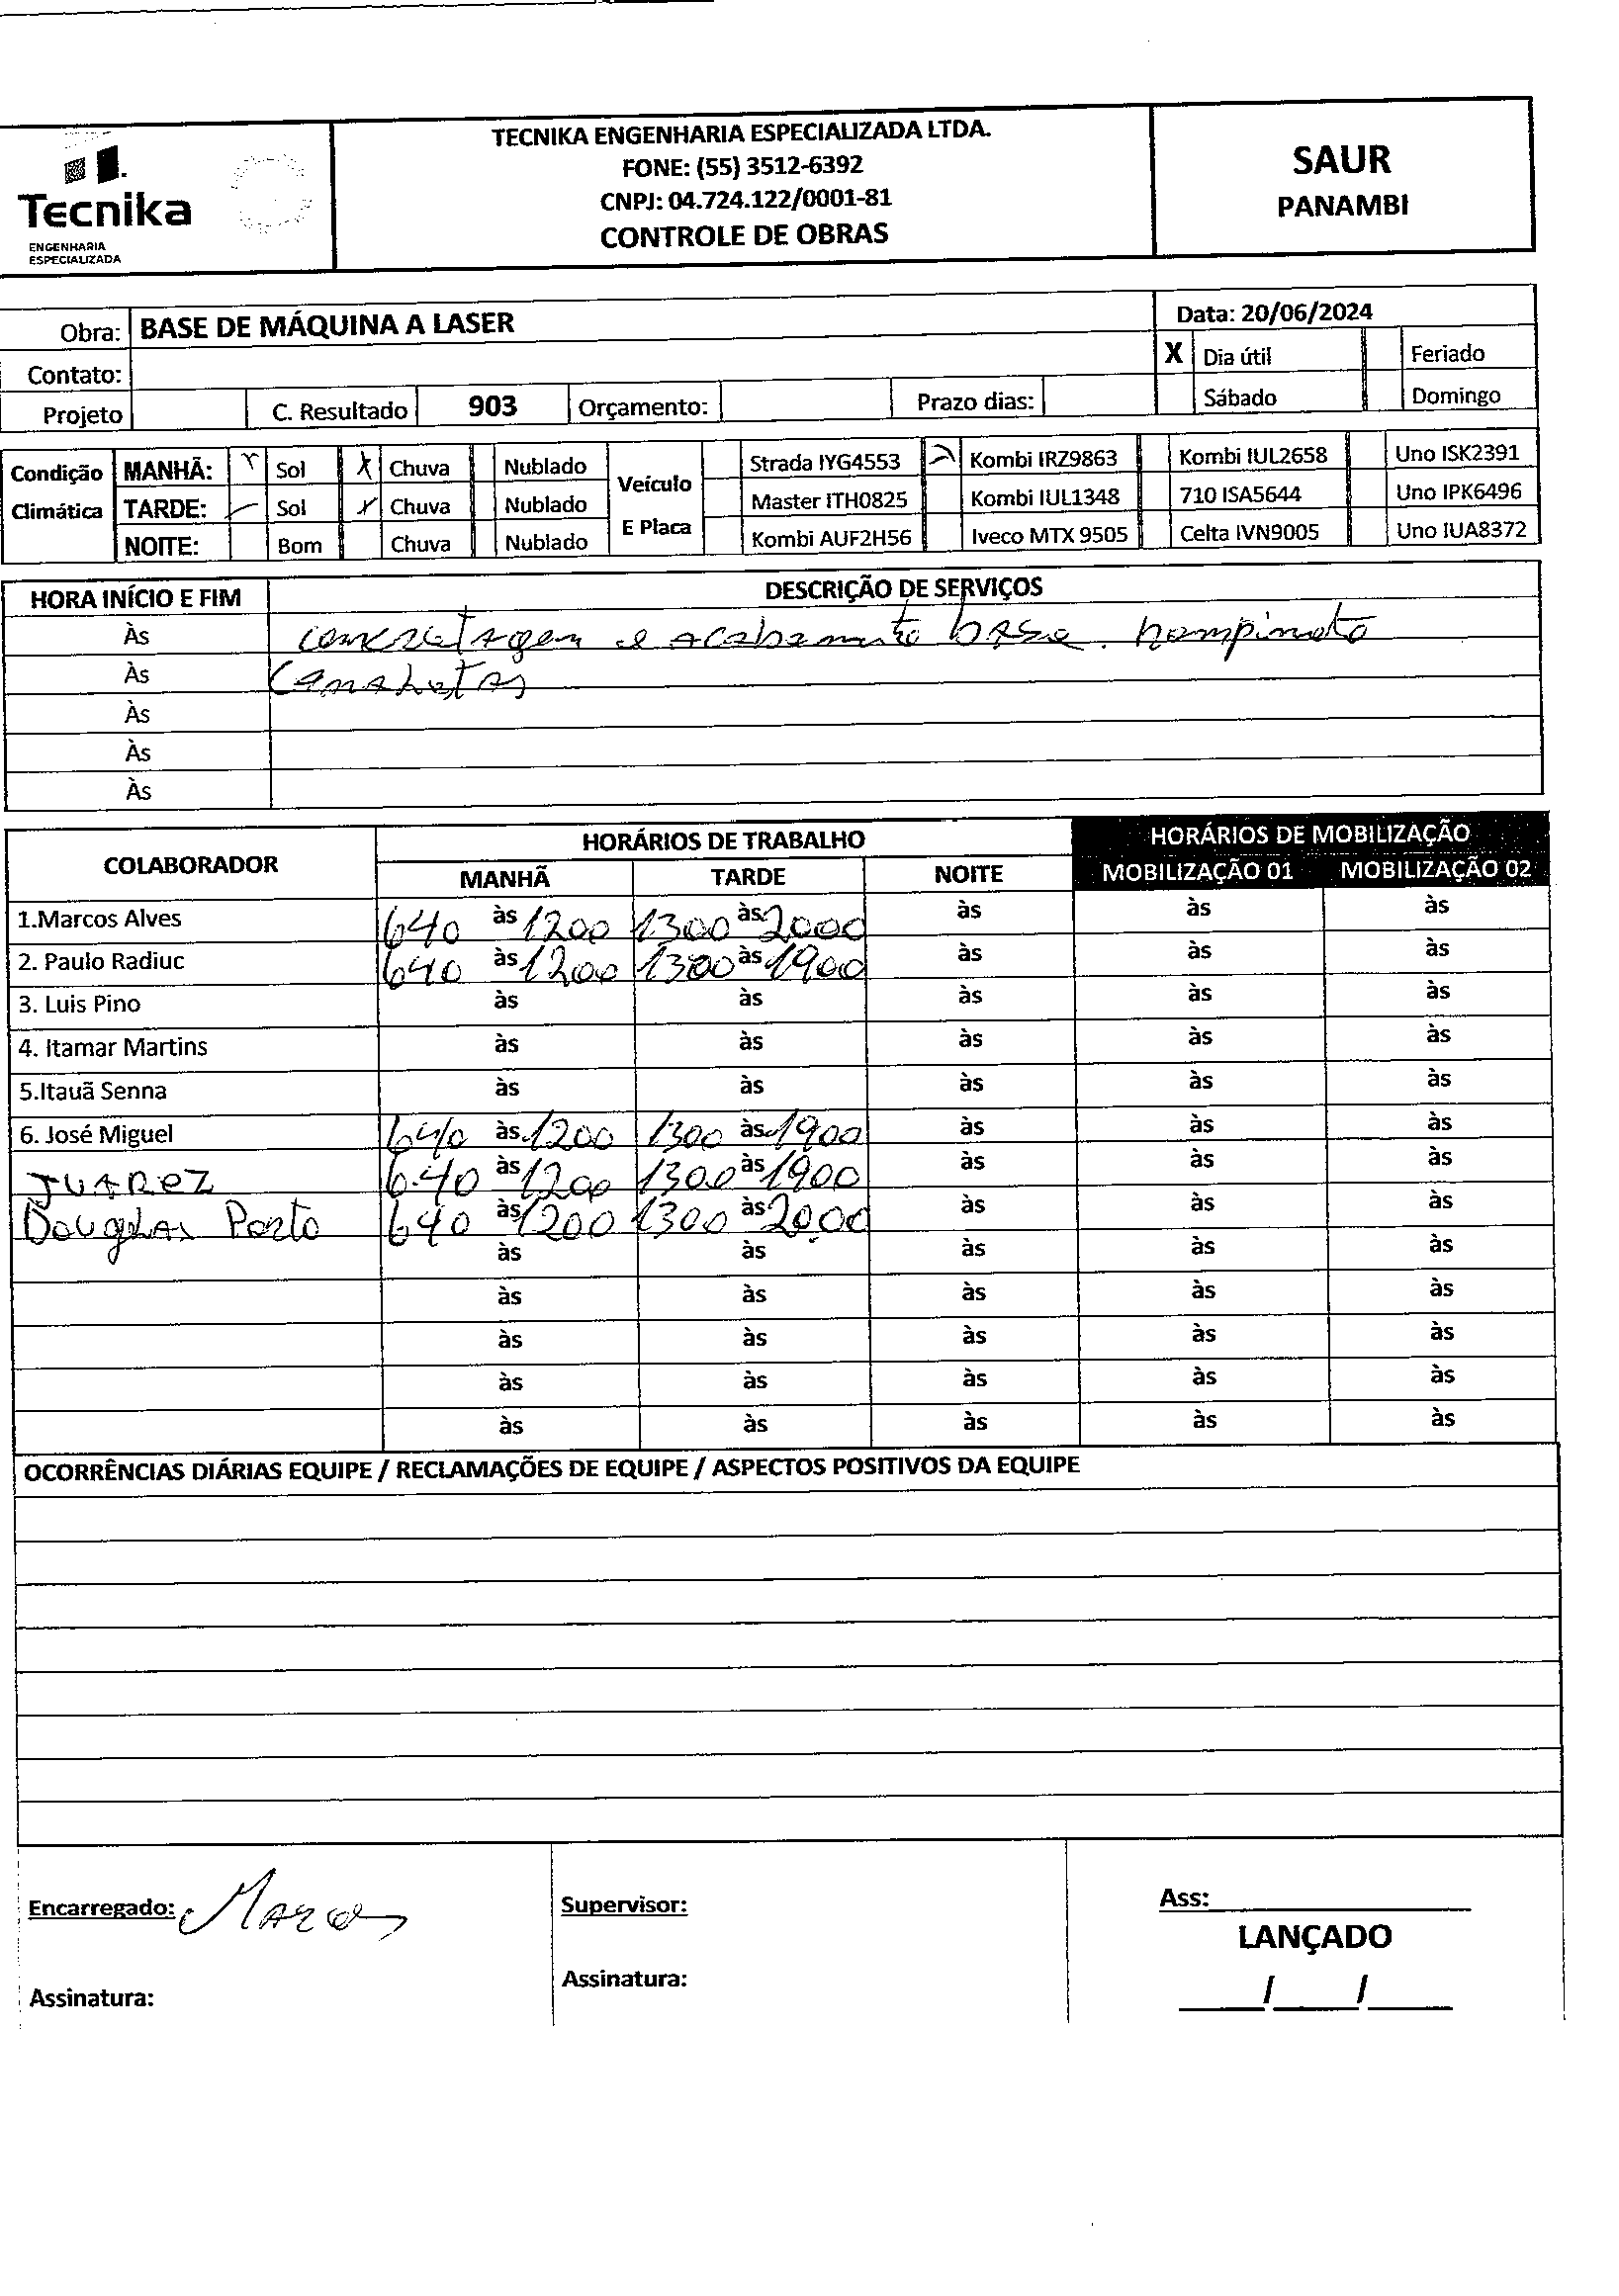 Tecnika
ENGENHARIA
ESPECIALIZADA
TECNIKA ENGENHARIA ESPECIALIZADA LTDA.
FONE: (55) 3512-6392
CNPJ: 04.724.122/0001-81
CONTROLE DE OBRAS
SAUR
PANAMBI
Obra: BASE DE MÁQUINA A LASER
Data: 20/06/2024
Contato:
X Dia útil Feriado
Projeto C. Resultado 903 Orçamento: Prazo dias: Sábado Domingo
Condição Climática
MANHÃ: Sol X Chuva Nublado
TARDE: Sol Chuva Nublado
NOITE: Bom Chuva Nublado
Veículo E Placa
Strada IYG4553 Kombi IRZ9863 Kombi IUL2658 Uno ISK2391
Master ITH0825 Kombi IUL1348 710 ISA5644 Uno IPK6496
Kombi AUF2H56 Iveco MTX 9505 Celta IVN9005 Uno IUA8372
HORA INÍCIO E FIM DESCRIÇÃO DE SERVIÇOS
Às concretagem e acabamento base.
Às canaletas
Às
Às
Às
COLABORADOR HORÁRIOS DE TRABALHO HORÁRIOS DE MOBILIZAÇÃO
MANHÃ TARDE NOITE MOBILIZAÇÃO 01 MOBILIZAÇÃO 02
1.Marcos Alves 640 às 1200 1300 às 2000 às às às
2. Paulo Radiuc 640 às 1200 1300 às 1900 às às às
3. Luis Pino às às às às às
4. Itamar Martins às às às às às
5.Itauã Senna às às às às às
6. José Miguel 640 às 1200 1300 às 1900 às às às
JUAREZ 6.40 às 1200 1300 às 1900 às às às
Douglas Porto 640 às 1200 1300 às 2000 às às às
às às às às às
às às às às às
às às às às às
às às às às às
às às às às às
OCORRÊNCIAS DIÁRIAS EQUIPE / RECLAMAÇÕES DE EQUIPE / ASPECTOS POSITIVOS DA EQUIPE
Encarregado: Marcos
Supervisor:
Ass:
LANÇADO
Assinatura:
Assinatura:
/ /